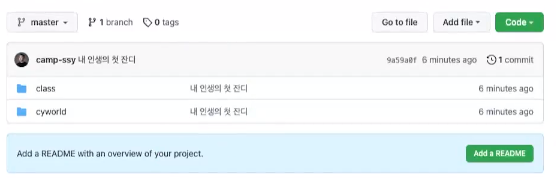 master 1 branch 0 tags Go to file Add file Code
camp-ssy 내 인생의 첫 잔디 9a59a0f 6 minutes ago 1 commit
class 내 인생의 첫 잔디 6 minutes ago
cyworld 내 인생의 첫 잔디 6 minutes ago
Add a README with an overview of your project. Add a README